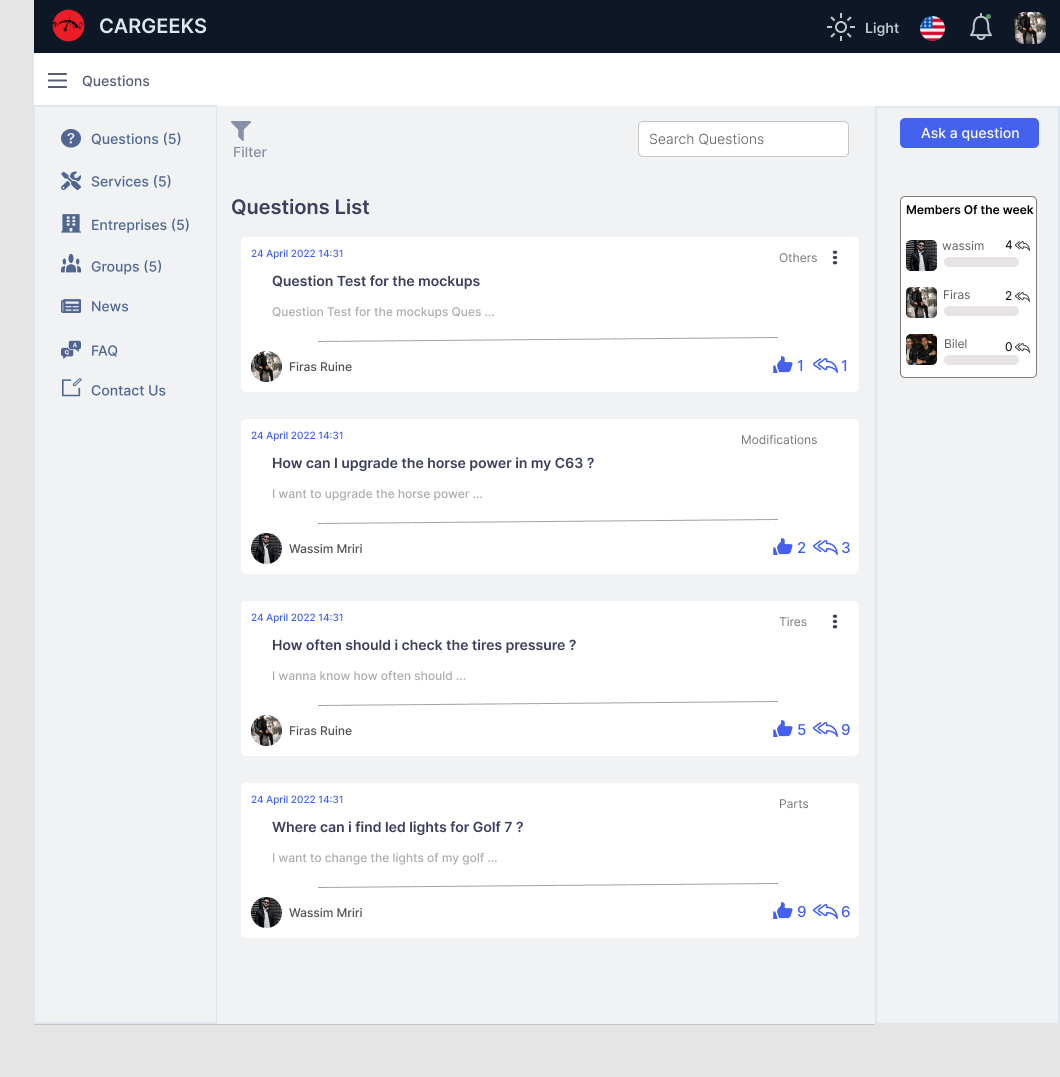 CARGEEKS
Light
Questions
Questions (5)
Services (5)
Entreprises (5)
Groups (5)
News
FAQ
Contact Us
Filter
Search Questions
Questions List
24 April 2022 14:31
Others
Question Test for the mockups
Question Test for the mockups Ques ...
Firas Ruine
1
1
24 April 2022 14:31
Modifications
How can I upgrade the horse power in my C63 ?
I want to upgrade the horse power ...
Wassim Mriri
2
3
24 April 2022 14:31
Tires
How often should i check the tires pressure ?
I wanna know how often should ...
Firas Ruine
5
9
24 April 2022 14:31
Parts
Where can i find led lights for Golf 7 ?
I want to change the lights of my golf ...
Wassim Mriri
9
6
Ask a question
Members Of the week
wassim 4
Firas 2
Bilel 0